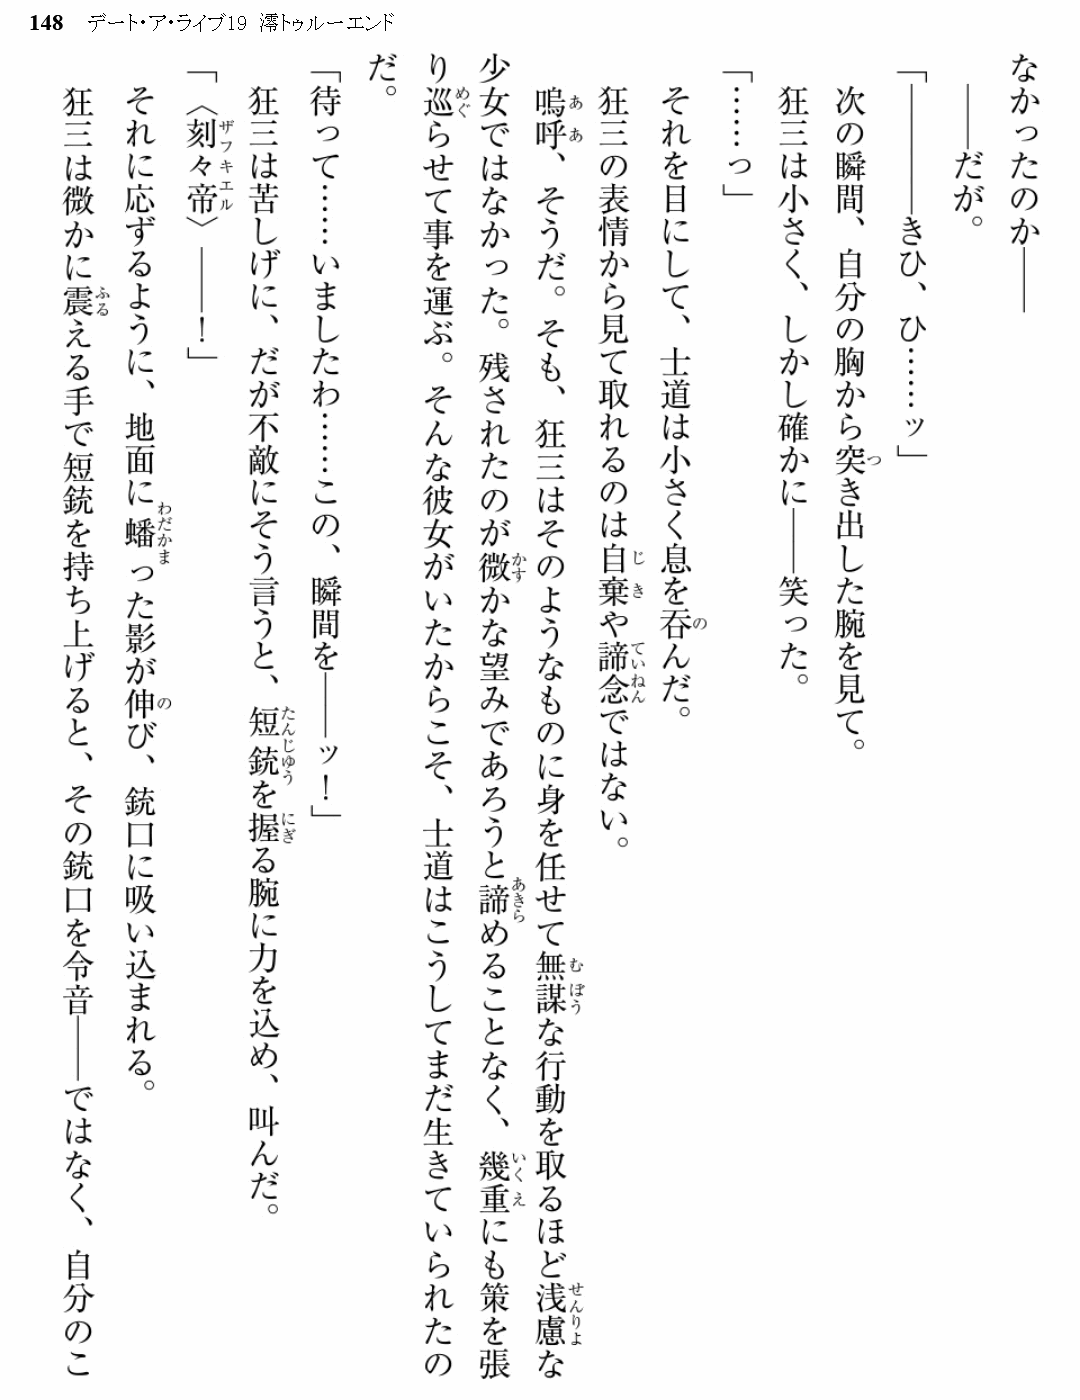 148 デート・ア・ライブ19 澪トゥルーエンド
なかったのか――
――だが。
「――――きひ、ひ……ッ」
次の瞬間、自分の胸から突き出した腕を見て。
狂三は小さく、しかし確かに――笑った。
「……っ」
それを目にして、士道は小さく息を呑んだ。
狂三の表情から見て取れるのは自棄や諦念ではない。
嗚呼、そうだ。そも、狂三はそのようなものに身を任せて無謀な行動を取るほど浅慮な
少女ではなかった。残されたのが微かな望みであろうと諦めることなく、幾重にも策を張
り巡らせて事を運ぶ。そんな彼女がいたからこそ、士道はこうしてまだ生きていられたの
だ。
「待って……いましたわ……この、瞬間を――ッ！」
狂三は苦しげに、だが不敵にそう言うと、短銃を握る腕に力を込め、叫んだ。
「〈刻々帝〉――！」
それに応ずるように、地面に蟠った影が伸び、銃口に吸い込まれる。
狂三は微かに震える手で短銃を持ち上げると、その銃口を令音――ではなく、自分のこ